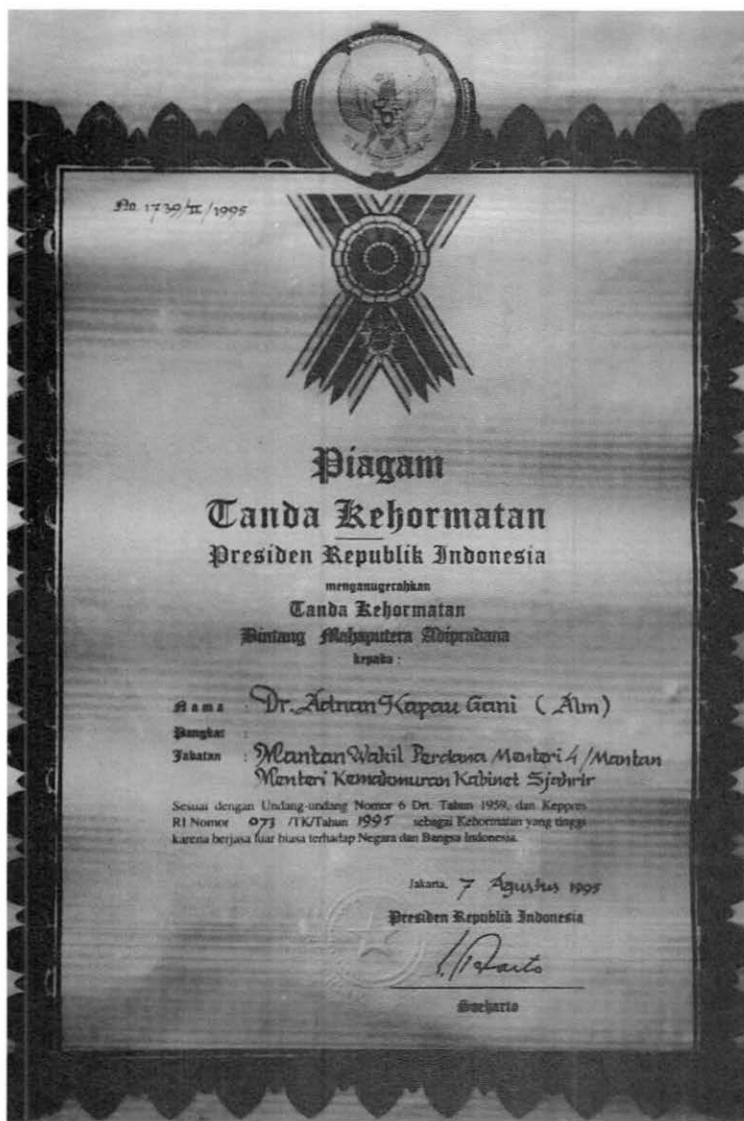 No. 1739/II/1995
Piagam
Tanda Kehormatan
Presiden Republik Indonesia
menganugerahkan
Tanda Kehormatan
Bintang Mahaputera Adipradana
kepada :
Nama : Dr. Adnan Kapau Gani (Alm)
Pangkat :
Jabatan : Mantan Wakil Perdana Menteri 4/Mantan
Menteri Kemakmuran Kabinet Sjahrir
Sesuai dengan Undang-undang Nomor 6 Drt. Tahun 1959, dan Keppres
RI Nomor 073 /TK/Tahun 1995 sebagai Kehormatan yang tinggi
karena berjasa luar biasa terhadap Negara dan Bangsa Indonesia.
Jakarta, 7 Agustus 1995
Presiden Republik Indonesia
Soeharto